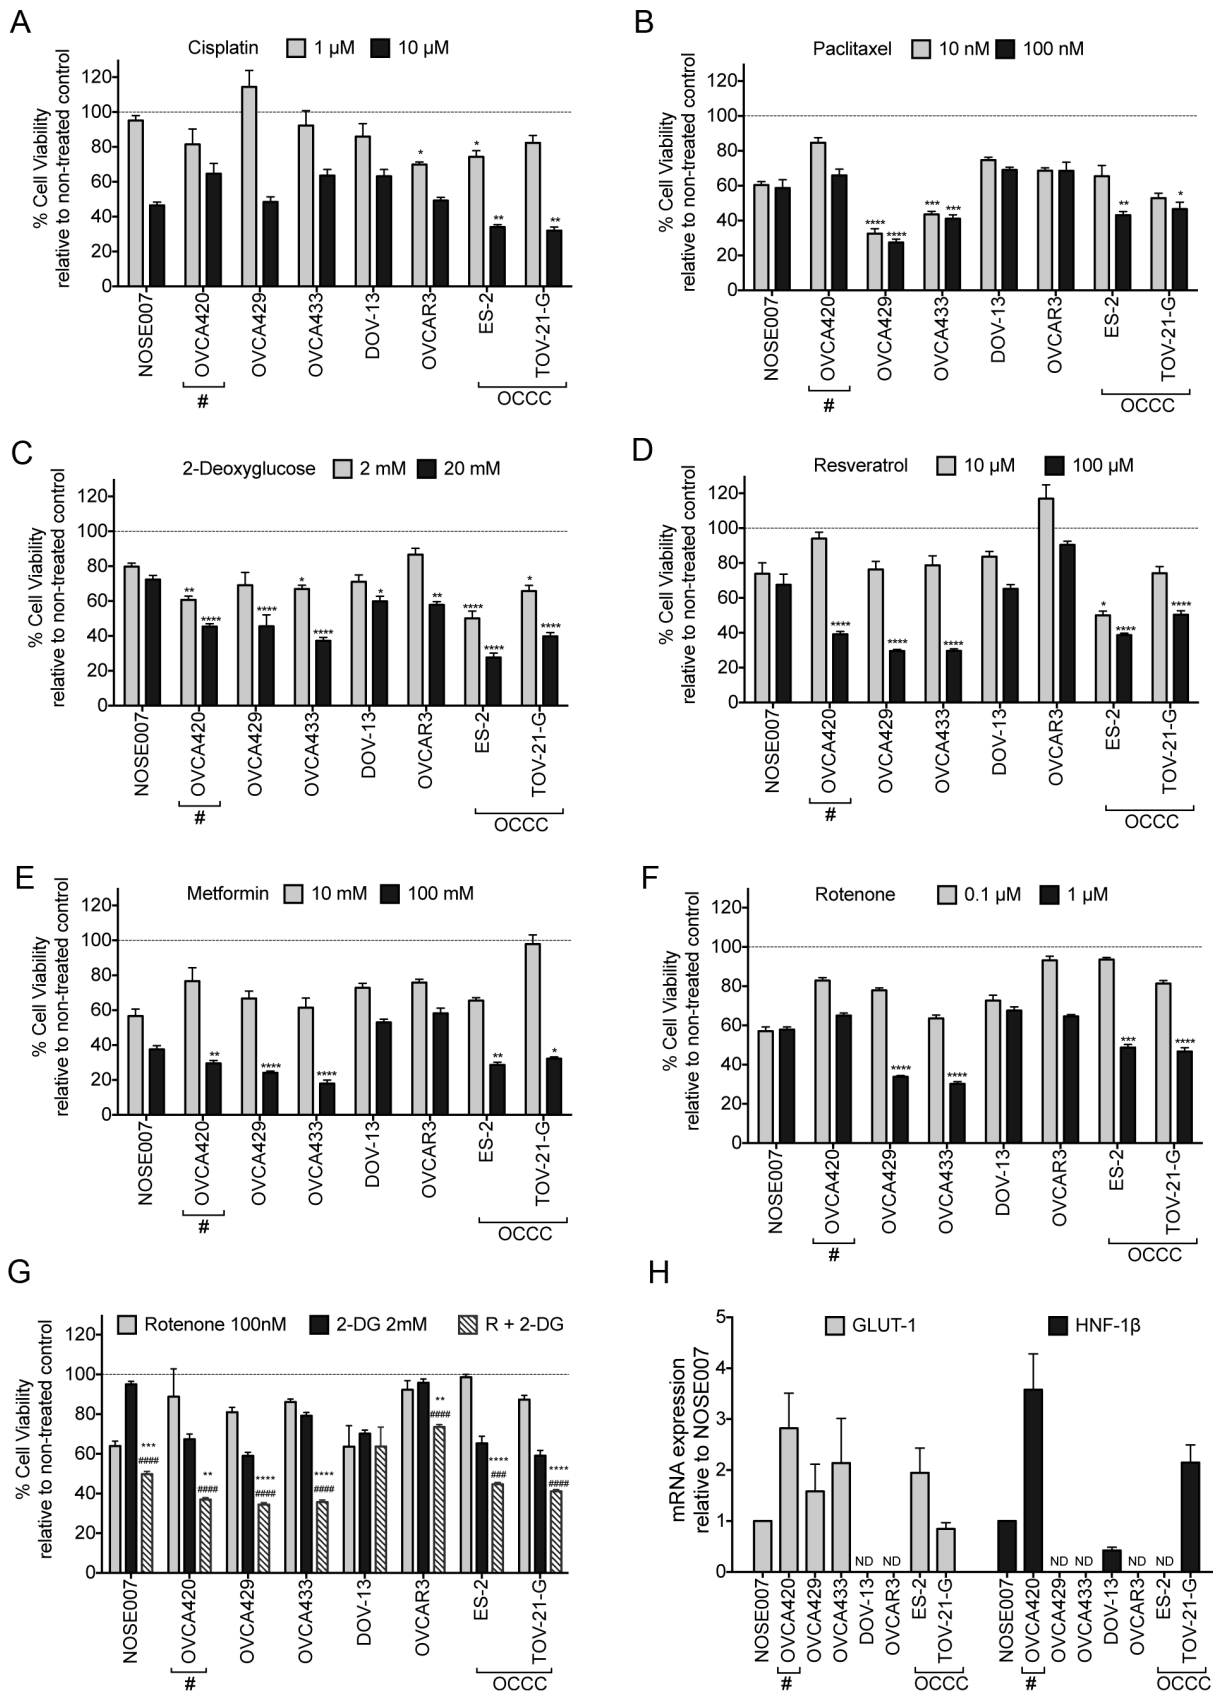 A
Cisplatin 1 µM 10 µM
% Cell Viability
relative to non-treated control
120
100
80
60
40
20
0
* * ** **
NOSE007 OVCA420 OVCA429 OVCA433 DOV-13 OVCAR3 ES-2 TOV-21-G
# OCCC
B
Paclitaxel 10 nM 100 nM
% Cell Viability
relative to non-treated control
120
100
80
60
40
20
0
**** **** *** *** ** *
NOSE007 OVCA420 OVCA429 OVCA433 DOV-13 OVCAR3 ES-2 TOV-21-G
# OCCC
C
2-Deoxyglucose 2 mM 20 mM
% Cell Viability
relative to non-treated control
120
100
80
60
40
20
0
** **** **** * **** * ** **** **** * ****
NOSE007 OVCA420 OVCA429 OVCA433 DOV-13 OVCAR3 ES-2 TOV-21-G
# OCCC
D
Resveratrol 10 µM 100 µM
% Cell Viability
relative to non-treated control
120
100
80
60
40
20
0
**** **** **** * **** ****
NOSE007 OVCA420 OVCA429 OVCA433 DOV-13 OVCAR3 ES-2 TOV-21-G
# OCCC
E
Metformin 10 mM 100 mM
% Cell Viability
relative to non-treated control
120
100
80
60
40
20
0
** **** **** ** *
NOSE007 OVCA420 OVCA429 OVCA433 DOV-13 OVCAR3 ES-2 TOV-21-G
# OCCC
F
Rotenone 0.1 µM 1 µM
% Cell Viability
relative to non-treated control
120
100
80
60
40
20
0
**** **** *** ****
NOSE007 OVCA420 OVCA429 OVCA433 DOV-13 OVCAR3 ES-2 TOV-21-G
# OCCC
G
Rotenone 100nM 2-DG 2mM R + 2-DG
% Cell Viability
relative to non-treated control
120
100
80
60
40
20
0
*** ** **** **** ** **** ****
#### #### #### #### #### ### ####
NOSE007 OVCA420 OVCA429 OVCA433 DOV-13 OVCAR3 ES-2 TOV-21-G
# OCCC
H
GLUT-1 HNF-1β
mRNA expression
relative to NOSE007
5
4
3
2
1
0
ND ND ND ND ND ND
NOSE007 OVCA420 OVCA429 OVCA433 DOV-13 OVCAR3 ES-2 TOV-21-G NOSE007 OVCA420 OVCA429 OVCA433 DOV-13 OVCAR3 ES-2 TOV-21-G
# OCCC # OCCC